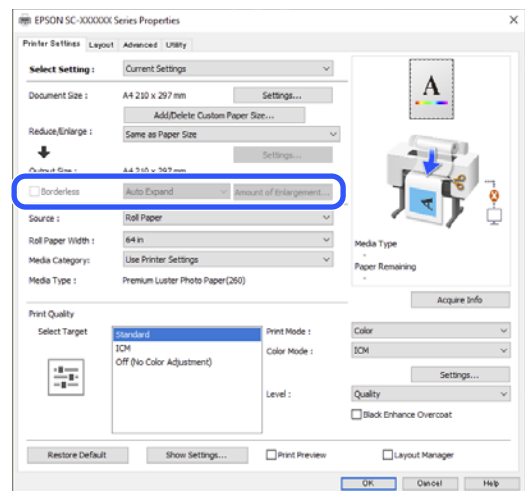 EPSON SC-XXXXXX Series Properties
Printer Settings Layout Advanced Utility
Select Setting : Current Settings
Document Size : A4 210 x 297 mm Settings...
Add/Delete Custom Paper Size...
Reduce/Enlarge : Same as Paper Size
Settings...
Output Size : A4 210 x 297 mm
Borderless Auto Expand Amount of Enlargement...
Source : Roll Paper
Roll Paper Width : 64 in
Media Category: Use Printer Settings
Media Type : Premium Luster Photo Paper(260)
A
Media Type
-
Paper Remaining
-
Acquire Info
Print Quality
Select Target Standard
ICM
Off (No Color Adjustment)
Print Mode : Color
Color Mode : ICM
Settings...
Level : Quality
Black Enhance Overcoat
Restore Default Show Settings... Print Preview Layout Manager
OK Cancel Help